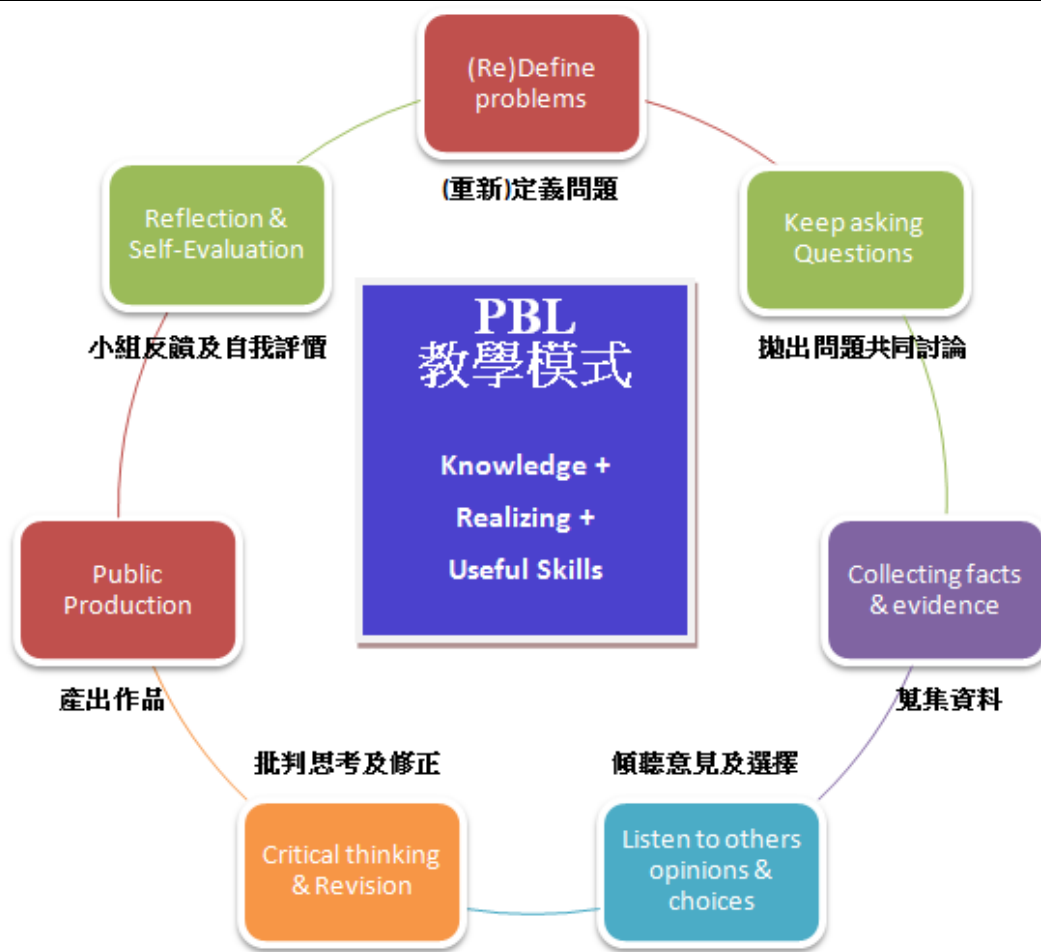 (Re)Define
problems
(重新)定義問題
Keep asking
Questions
拋出問題共同討論
Collecting facts
& evidence
蒐集資料
傾聽意見及選擇
Listen to others
opinions &
choices
批判思考及修正
Critical thinking
& Revision
Public
Production
產出作品
Reflection &
Self-Evaluation
小組反饋及自我評價
PBL
教學模式
Knowledge +
Realizing +
Useful Skills